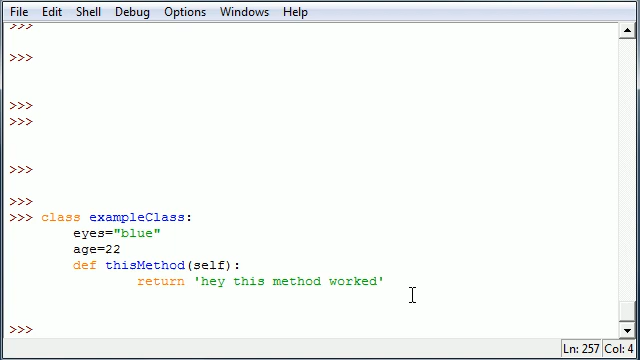 File Edit Shell Debug Options Windows Help
>>>
>>>
>>>
>>>
>>>
>>>
>>> class exampleClass:
eyes="blue"
age=22
def thisMethod(self):
return 'hey this method worked'
>>>
Ln: 257 Col: 4